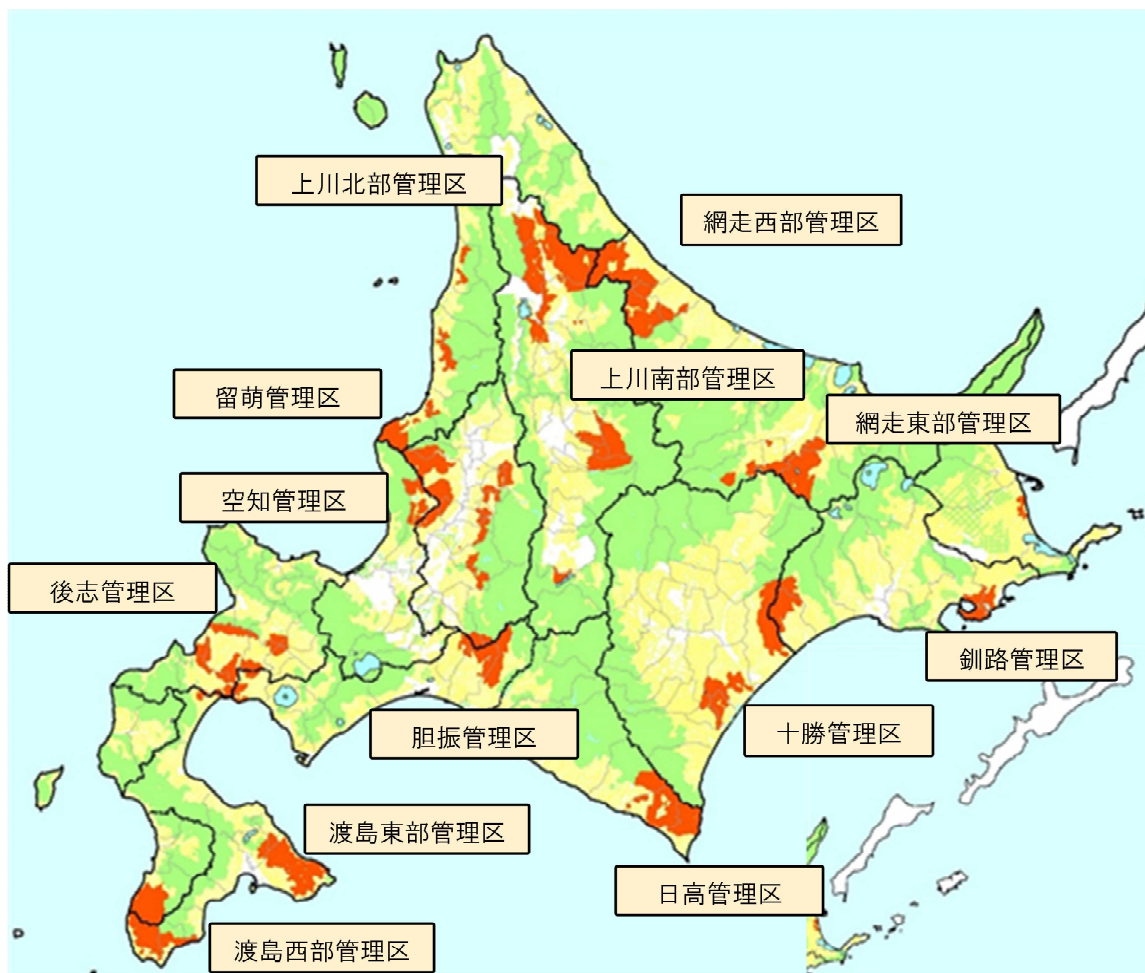 上川北部管理区
網走西部管理区
上川南部管理区
留萌管理区
網走東部管理区
空知管理区
後志管理区
釧路管理区
胆振管理区
十勝管理区
渡島東部管理区
日高管理区
渡島西部管理区